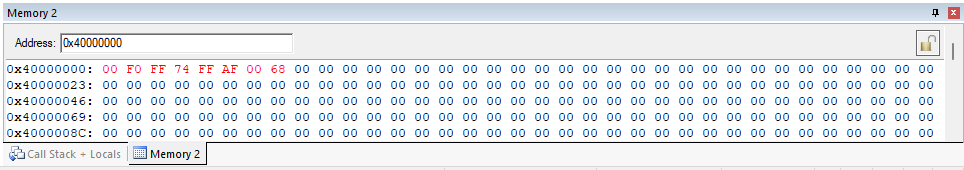 Memory 2
Address: 0x40000000
0x40000000: 00 F0 FF 74 FF AF 00 68 00 00 00 00 00 00 00 00 00 00 00 00 00 00 00 00 00 00 00 00 00 00 00 00 00 00 00
0x40000023: 00 00 00 00 00 00 00 00 00 00 00 00 00 00 00 00 00 00 00 00 00 00 00 00 00 00 00 00 00 00 00 00 00 00 00
0x40000046: 00 00 00 00 00 00 00 00 00 00 00 00 00 00 00 00 00 00 00 00 00 00 00 00 00 00 00 00 00 00 00 00 00 00 00
0x40000069: 00 00 00 00 00 00 00 00 00 00 00 00 00 00 00 00 00 00 00 00 00 00 00 00 00 00 00 00 00 00 00 00 00 00 00
0x4000008C: 00 00 00 00 00 00 00 00 00 00 00 00 00 00 00 00 00 00 00 00 00 00 00 00 00 00 00 00 00 00 00 00 00 00 00
Call Stack + Locals Memory 2